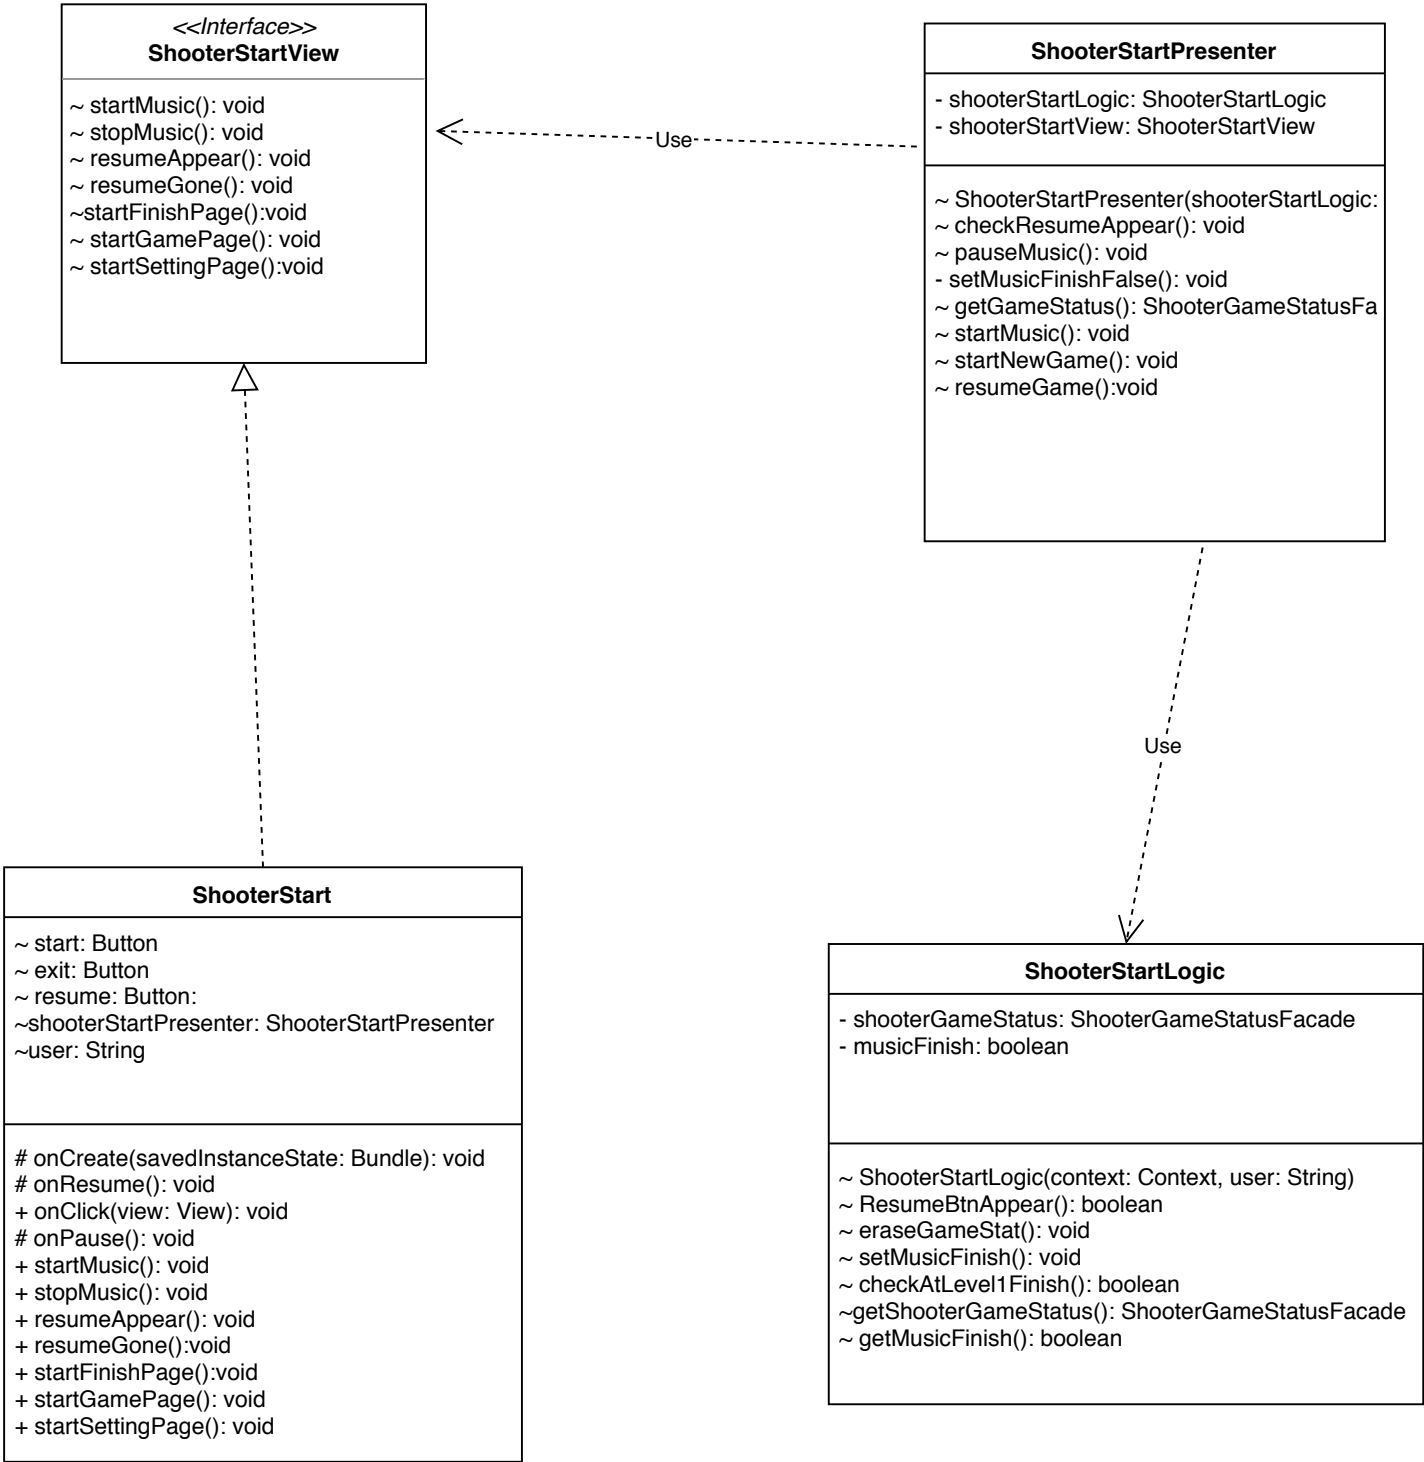 <<Interface>>
ShooterStartView
~ startMusic(): void
~ stopMusic(): void
~ resumeAppear(): void
~ resumeGone(): void
~startFinishPage():void
~ startGamePage(): void
~ startSettingPage():void
Use
ShooterStartPresenter
- shooterStartLogic: ShooterStartLogic
- shooterStartView: ShooterStartView
~ ShooterStartPresenter(shooterStartLogic:
~ checkResumeAppear(): void
~ pauseMusic(): void
- setMusicFinishFalse(): void
~ getGameStatus(): ShooterGameStatusFa
~ startMusic(): void
~ startNewGame(): void
~ resumeGame():void
Use
ShooterStart
~ start: Button
~ exit: Button
~ resume: Button:
~shooterStartPresenter: ShooterStartPresenter
~user: String
# onCreate(savedInstanceState: Bundle): void
# onResume(): void
+ onClick(view: View): void
# onPause(): void
+ startMusic(): void
+ stopMusic(): void
+ resumeAppear(): void
+ resumeGone():void
+ startFinishPage():void
+ startGamePage(): void
+ startSettingPage(): void
ShooterStartLogic
- shooterGameStatus: ShooterGameStatusFacade
- musicFinish: boolean
~ ShooterStartLogic(context: Context, user: String)
~ ResumeBtnAppear(): boolean
~ eraseGameStat(): void
~ setMusicFinish(): void
~ checkAtLevel1Finish(): boolean
~getShooterGameStatus(): ShooterGameStatusFacade
~ getMusicFinish(): boolean